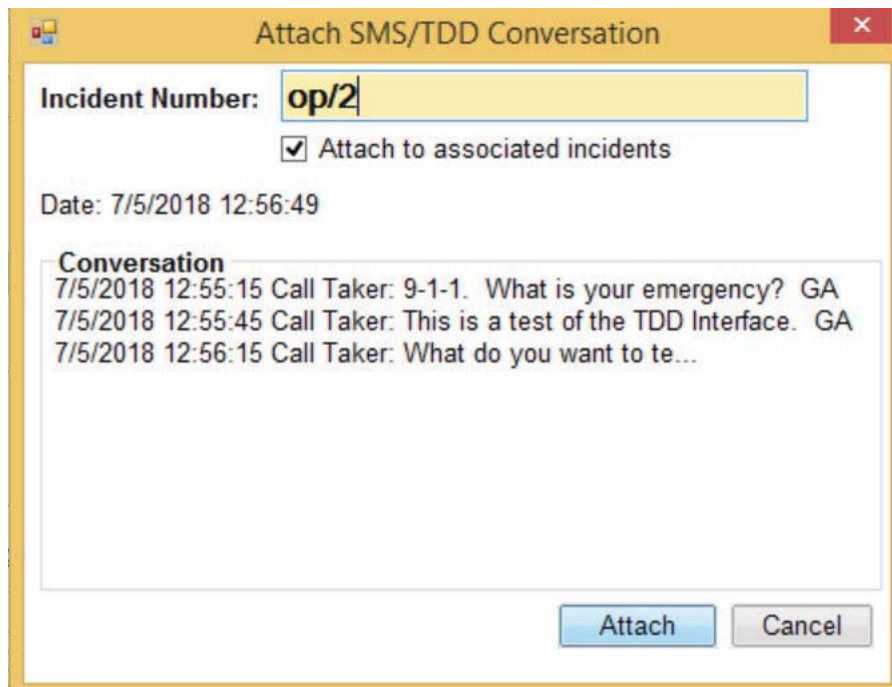 Attach SMS/TDD Conversation
Incident Number: op/2
Attach to associated incidents
Date: 7/5/2018 12:56:49
Conversation
7/5/2018 12:55:15 Call Taker: 9-1-1.  What is your emergency?  GA
7/5/2018 12:55:45 Call Taker: This is a test of the TDD Interface.  GA
7/5/2018 12:56:15 Call Taker: What do you want to te...
Attach Cancel